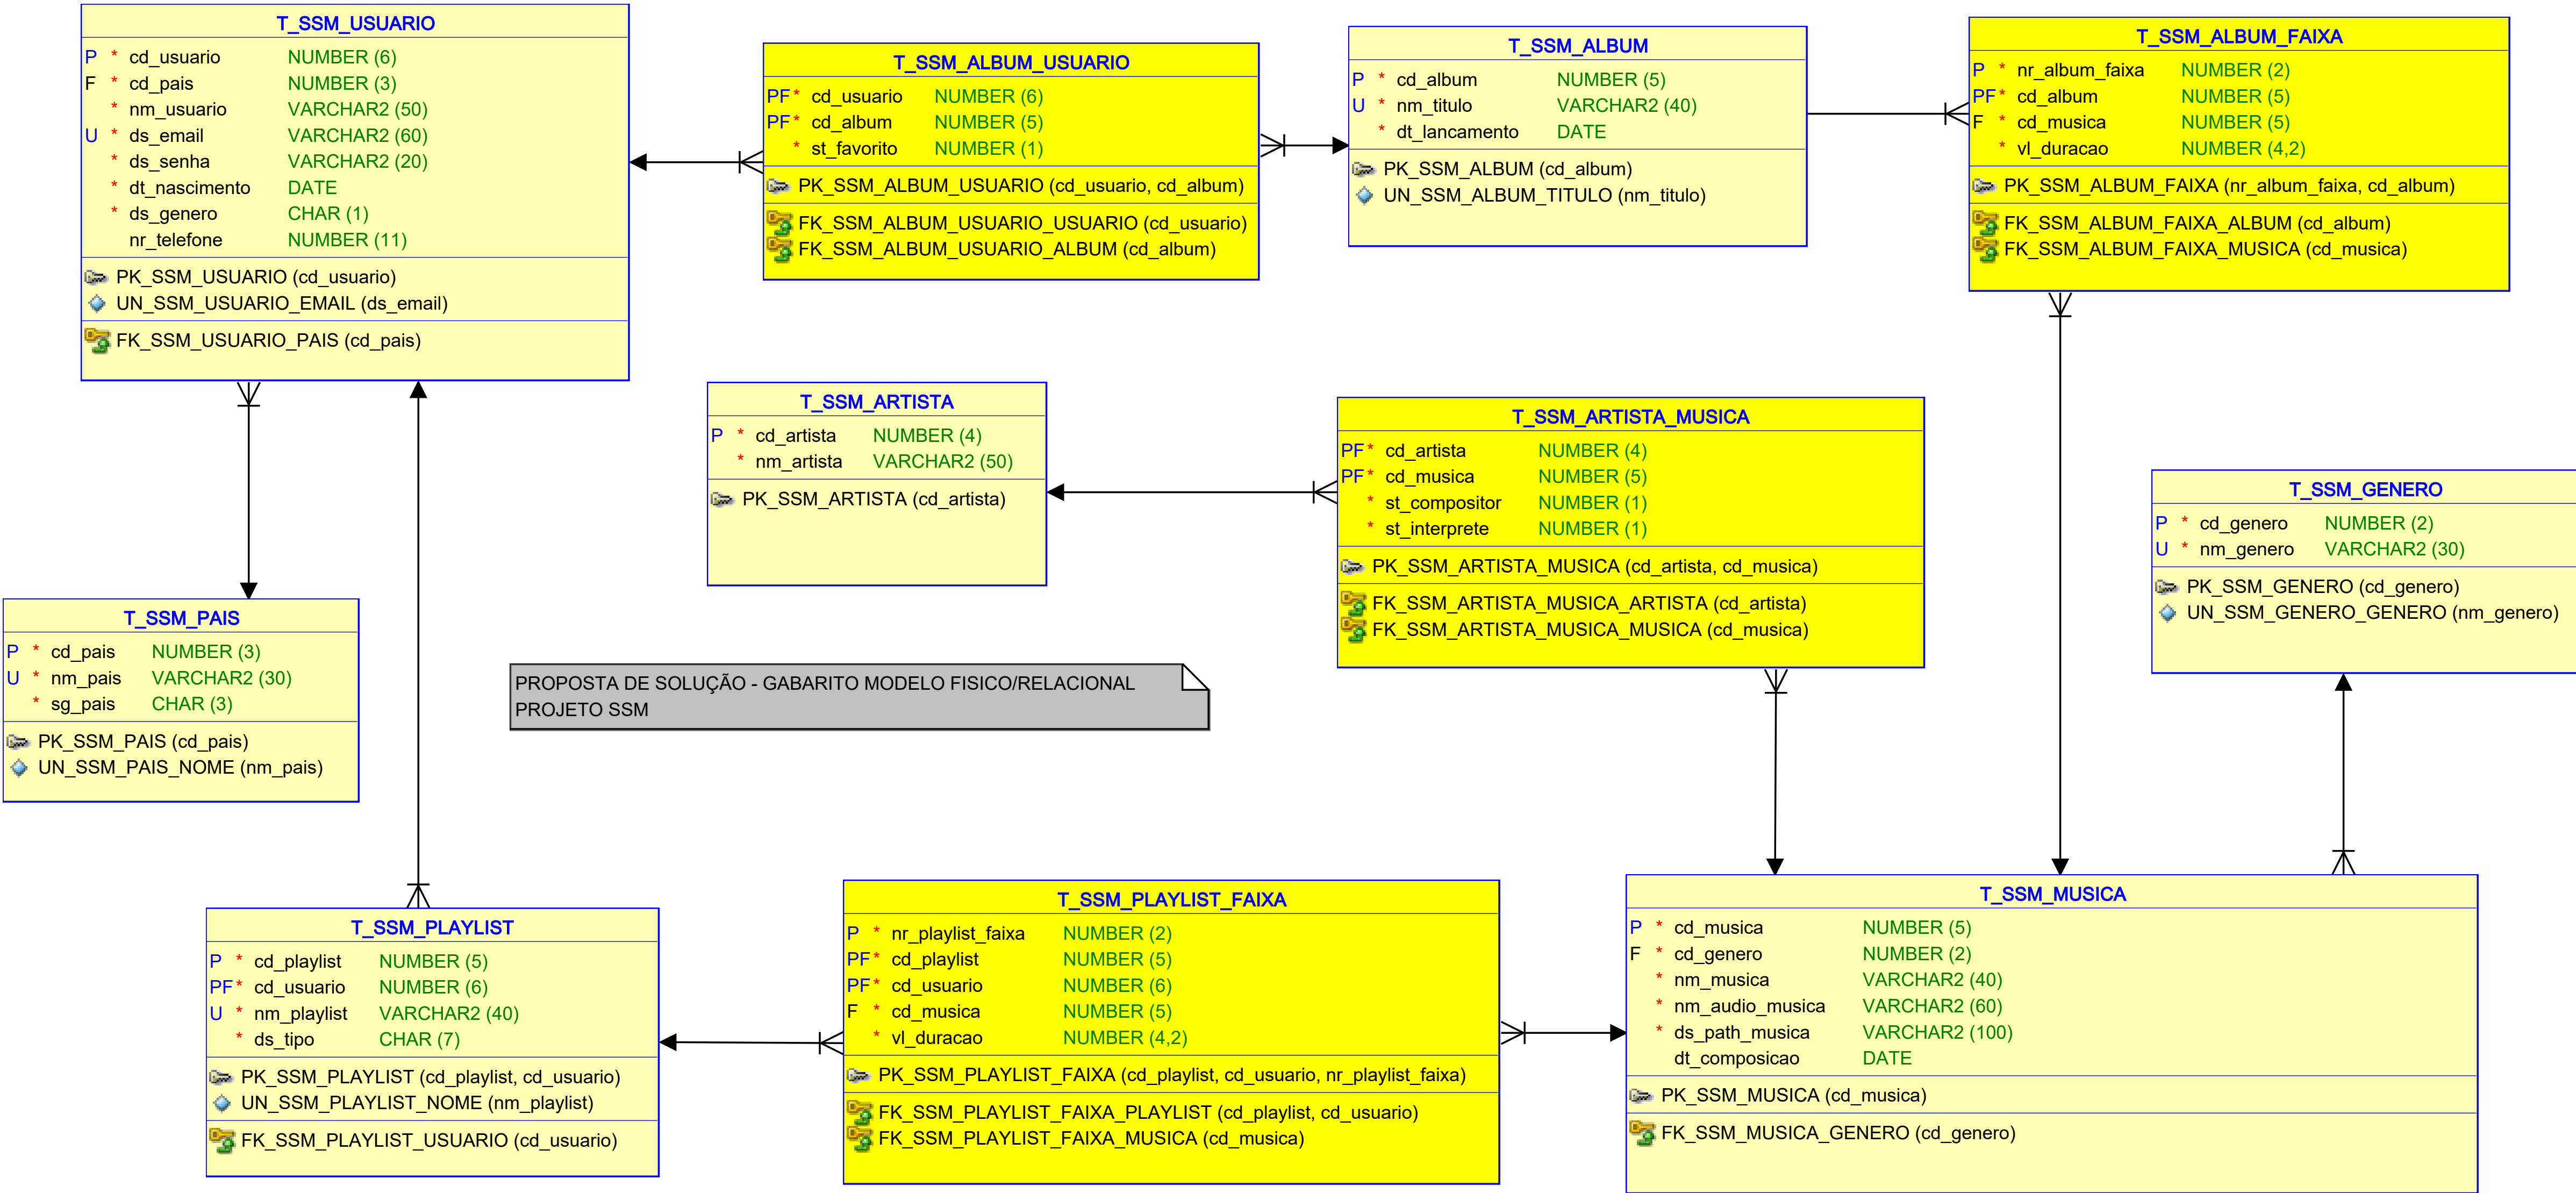 T_SSM_USUARIO
P * cd_usuario NUMBER (6)
F * cd_pais NUMBER (3)
* nm_usuario VARCHAR2 (50)
U * ds_email VARCHAR2 (60)
* ds_senha VARCHAR2 (20)
* dt_nascimento DATE
* ds_genero CHAR (1)
nr_telefone NUMBER (11)
PK_SSM_USUARIO (cd_usuario)
UN_SSM_USUARIO_EMAIL (ds_email)
FK_SSM_USUARIO_PAIS (cd_pais)
T_SSM_ALBUM_USUARIO
PF * cd_usuario NUMBER (6)
PF * cd_album NUMBER (5)
* st_favorito NUMBER (1)
PK_SSM_ALBUM_USUARIO (cd_usuario, cd_album)
FK_SSM_ALBUM_USUARIO_USUARIO (cd_usuario)
FK_SSM_ALBUM_USUARIO_ALBUM (cd_album)
T_SSM_ALBUM
P * cd_album NUMBER (5)
U * nm_titulo VARCHAR2 (40)
* dt_lancamento DATE
PK_SSM_ALBUM (cd_album)
UN_SSM_ALBUM_TITULO (nm_titulo)
T_SSM_ALBUM_FAIXA
P * nr_album_faixa NUMBER (2)
PF * cd_album NUMBER (5)
F * cd_musica NUMBER (5)
* vl_duracao NUMBER (4,2)
PK_SSM_ALBUM_FAIXA (nr_album_faixa, cd_album)
FK_SSM_ALBUM_FAIXA_ALBUM (cd_album)
FK_SSM_ALBUM_FAIXA_MUSICA (cd_musica)
T_SSM_ARTISTA
P * cd_artista NUMBER (4)
* nm_artista VARCHAR2 (50)
PK_SSM_ARTISTA (cd_artista)
T_SSM_ARTISTA_MUSICA
PF * cd_artista NUMBER (4)
PF * cd_musica NUMBER (5)
* st_compositor NUMBER (1)
* st_interprete NUMBER (1)
PK_SSM_ARTISTA_MUSICA (cd_artista, cd_musica)
FK_SSM_ARTISTA_MUSICA_ARTISTA (cd_artista)
FK_SSM_ARTISTA_MUSICA_MUSICA (cd_musica)
T_SSM_GENERO
P * cd_genero NUMBER (2)
U * nm_genero VARCHAR2 (30)
PK_SSM_GENERO (cd_genero)
UN_SSM_GENERO_GENERO (nm_genero)
T_SSM_PAIS
P * cd_pais NUMBER (3)
U * nm_pais VARCHAR2 (30)
* sg_pais CHAR (3)
PK_SSM_PAIS (cd_pais)
UN_SSM_PAIS_NOME (nm_pais)
PROPOSTA DE SOLUÇÃO - GABARITO MODELO FISICO/RELACIONAL
PROJETO SSM
T_SSM_PLAYLIST
P * cd_playlist NUMBER (5)
PF * cd_usuario NUMBER (6)
U * nm_playlist VARCHAR2 (40)
* ds_tipo CHAR (7)
PK_SSM_PLAYLIST (cd_playlist, cd_usuario)
UN_SSM_PLAYLIST_NOME (nm_playlist)
FK_SSM_PLAYLIST_USUARIO (cd_usuario)
T_SSM_PLAYLIST_FAIXA
P * nr_playlist_faixa NUMBER (2)
PF * cd_playlist NUMBER (5)
PF * cd_usuario NUMBER (6)
F * cd_musica NUMBER (5)
* vl_duracao NUMBER (4,2)
PK_SSM_PLAYLIST_FAIXA (cd_playlist, cd_usuario, nr_playlist_faixa)
FK_SSM_PLAYLIST_FAIXA_PLAYLIST (cd_playlist, cd_usuario)
FK_SSM_PLAYLIST_FAIXA_MUSICA (cd_musica)
T_SSM_MUSICA
P * cd_musica NUMBER (5)
F * cd_genero NUMBER (2)
* nm_musica VARCHAR2 (40)
* nm_audio_musica VARCHAR2 (60)
* ds_path_musica VARCHAR2 (100)
dt_composicao DATE
PK_SSM_MUSICA (cd_musica)
FK_SSM_MUSICA_GENERO (cd_genero)